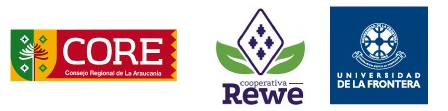 CORE
Consejo Regional de La Araucanía
cooperativa
Rewe
UNIVERSIDAD
DE LA FRONTERA